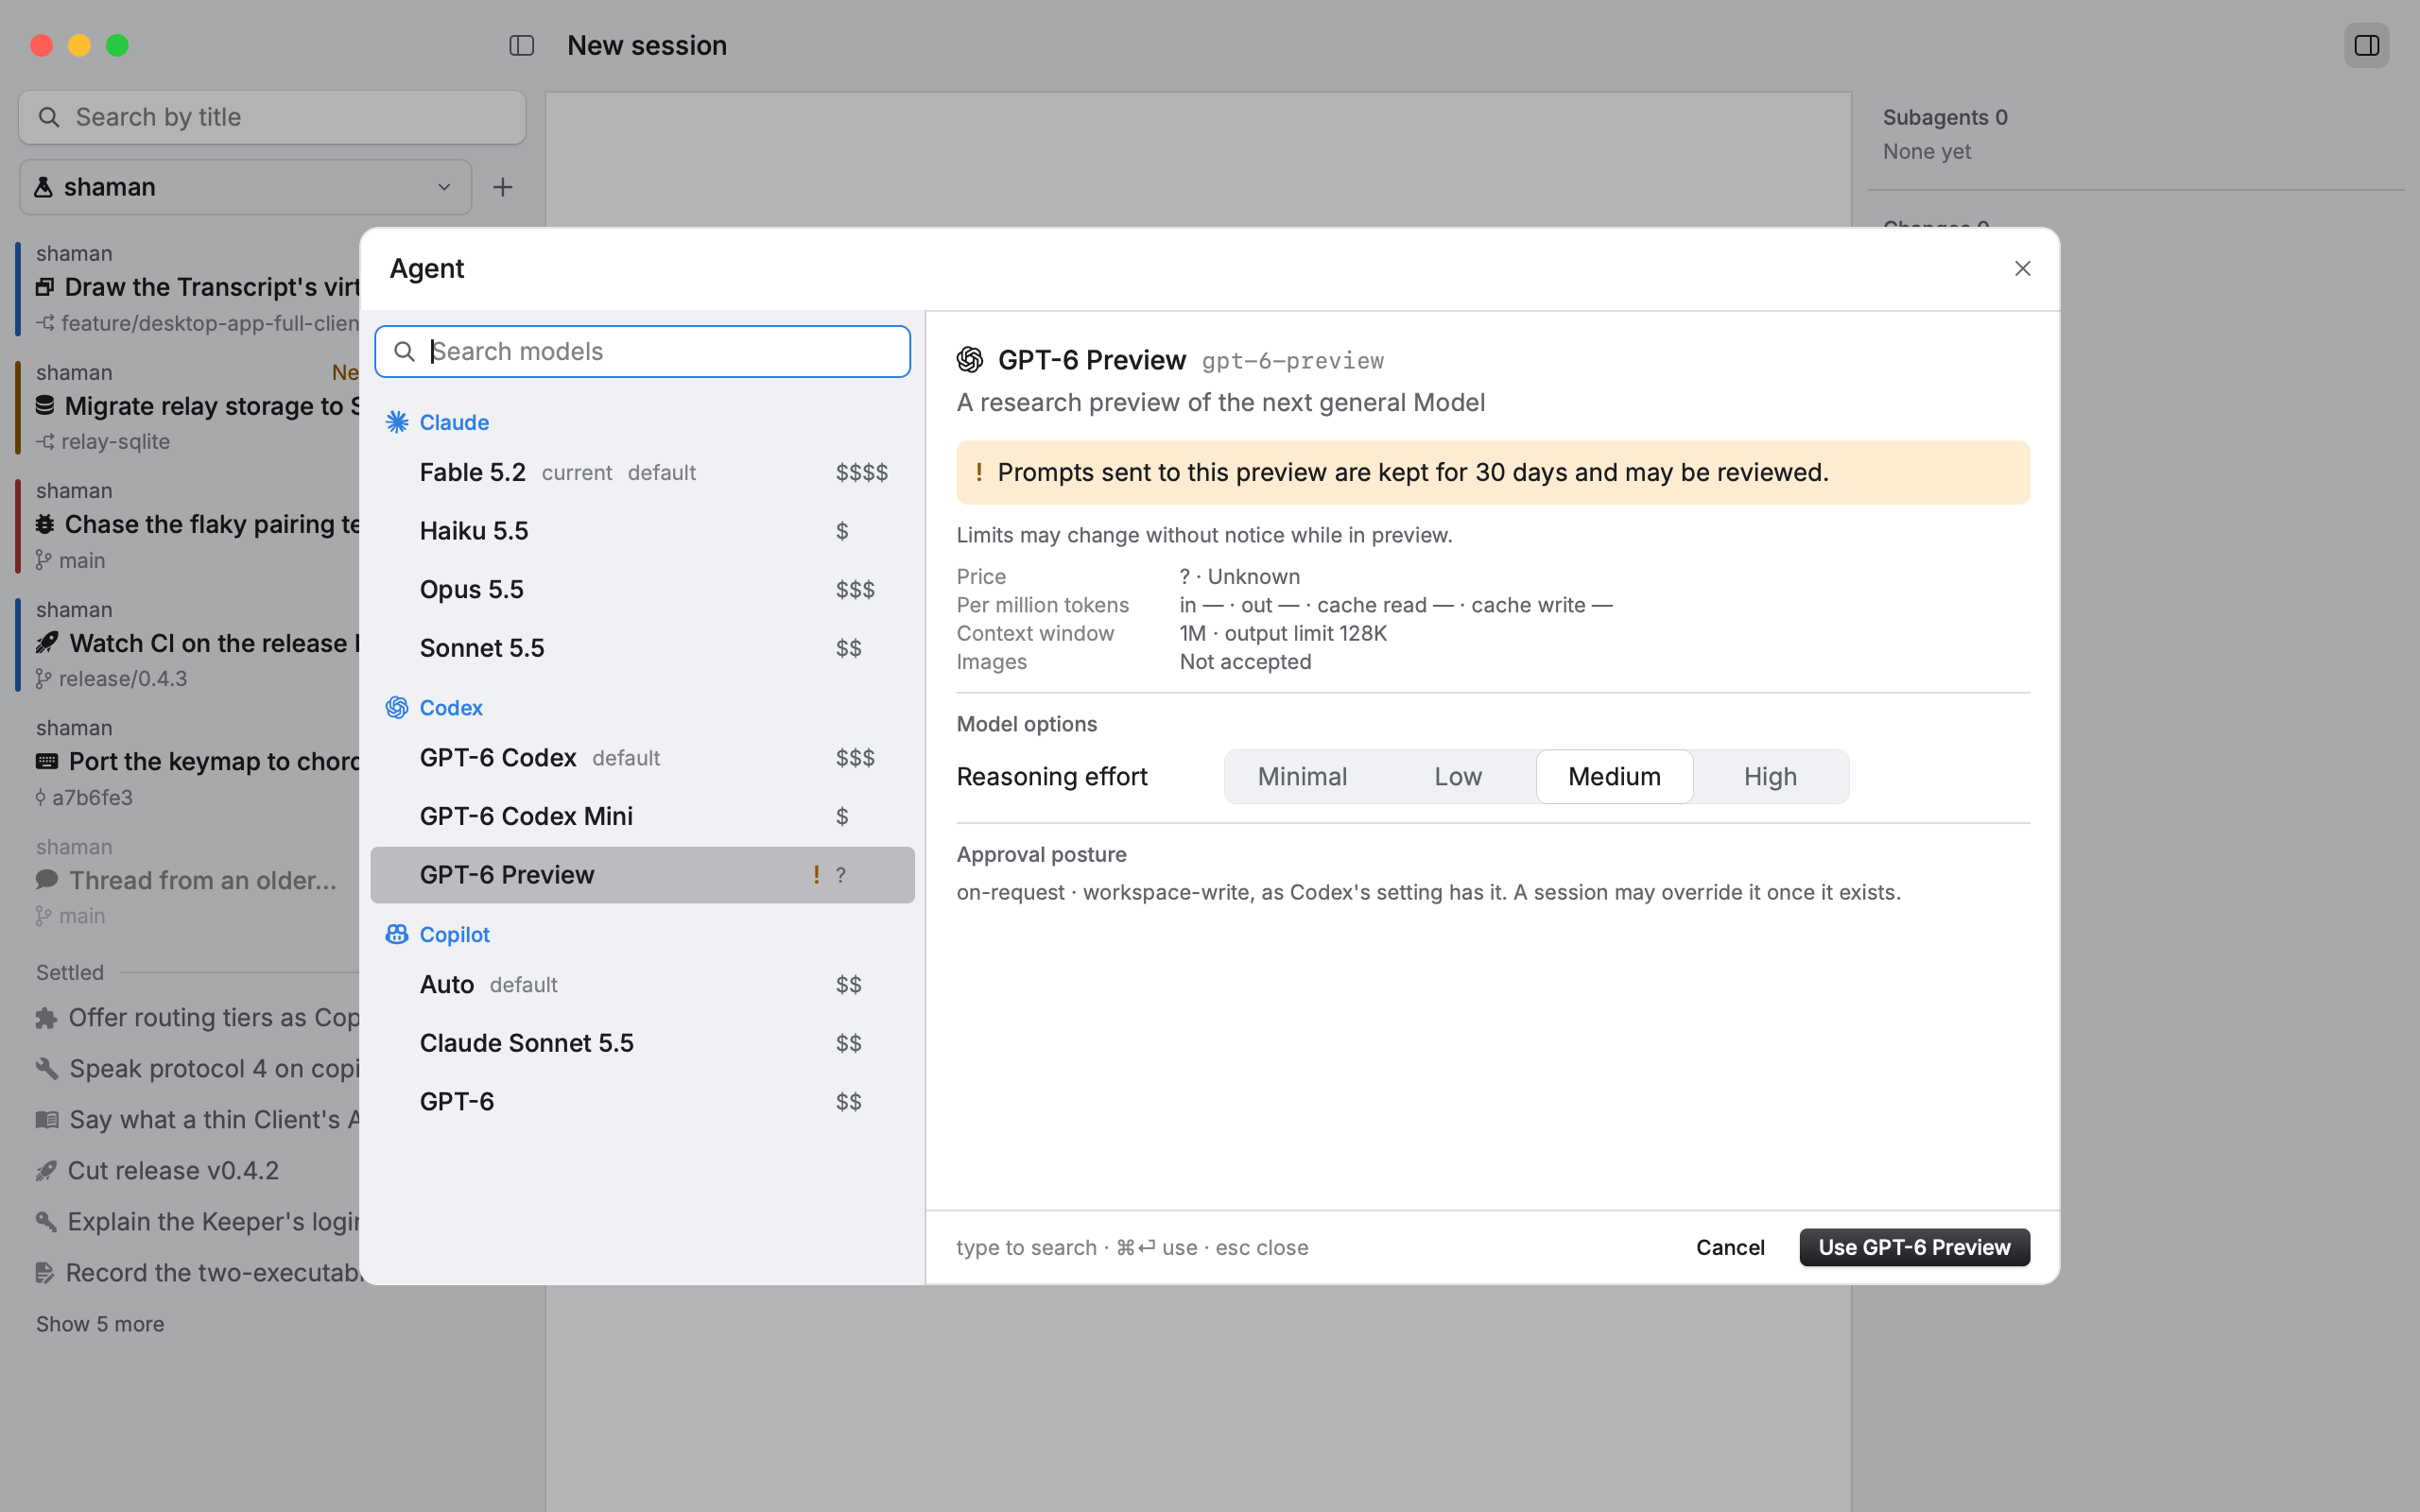 New session
Search by title
shaman
shaman
Draw the Transcript's virt
feature/desktop-app-full-clien
shaman Ne
Migrate relay storage to S
relay-sqlite
shaman
Chase the flaky pairing te
main
shaman
Watch CI on the release
release/0.4.3
shaman
Port the keymap to chord
a7b6fe3
shaman
Thread from an older...
main
Settled
Offer routing tiers as Cop
Speak protocol 4 on copi
Say what a thin Client's A
Cut release v0.4.2
Explain the Keeper's login
Record the two-executab
Show 5 more
Agent
Search models
Claude
Fable 5.2 current default $$$$
Haiku 5.5 $
Opus 5.5 $$$
Sonnet 5.5 $$
Codex
GPT-6 Codex default $$$
GPT-6 Codex Mini $
GPT-6 Preview ! ?
Copilot
Auto default $$
Claude Sonnet 5.5 $$
GPT-6 $$
GPT-6 Preview gpt-6-preview
A research preview of the next general Model
! Prompts sent to this preview are kept for 30 days and may be reviewed.
Limits may change without notice while in preview.
Price ? · Unknown
Per million tokens in — · out — · cache read — · cache write —
Context window 1M · output limit 128K
Images Not accepted
Model options
Reasoning effort Minimal Low Medium High
Approval posture
on-request · workspace-write, as Codex's setting has it. A session may override it once it exists.
type to search · ⌘↵ use · esc close
Cancel
Use GPT-6 Preview
Subagents 0
None yet
Changes 0